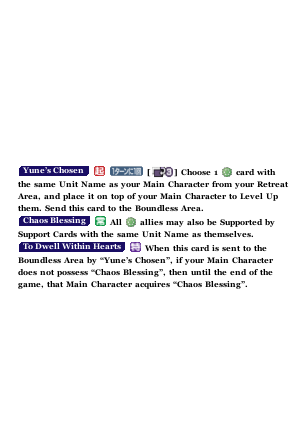 Yune's Chosen 起 1ターンに1回 [ 3 ] Choose 1 card with
the same Unit Name as your Main Character from your Retreat
Area, and place it on top of your Main Character to Level Up
them. Send this card to the Boundless Area.
Chaos Blessing 常 All allies may also be Supported by
Support Cards with the same Unit Name as themselves.
To Dwell Within Hearts When this card is sent to the
Boundless Area by “Yune's Chosen”, if your Main Character
does not possess “Chaos Blessing”, then until the end of the
game, that Main Character acquires “Chaos Blessing”.